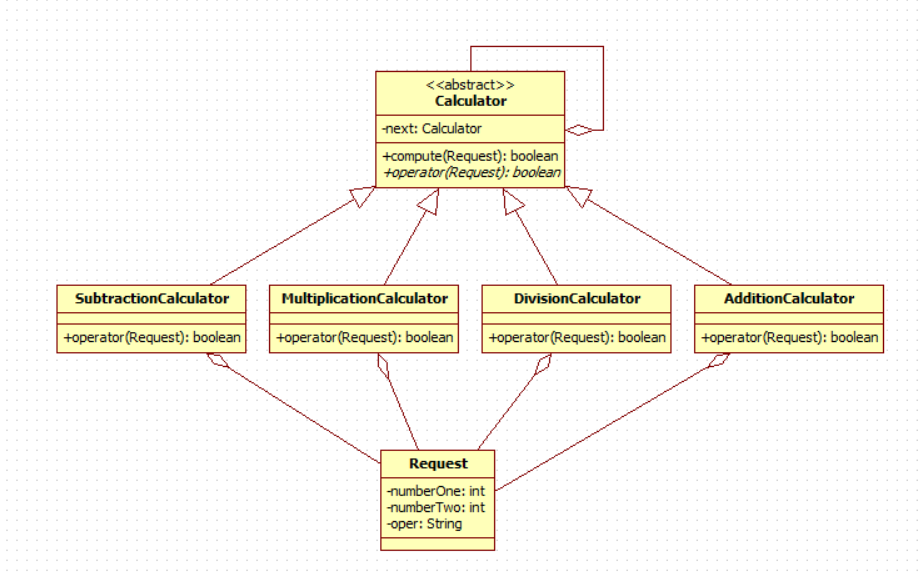 <<abstract>>
Calculator
-next: Calculator
+compute(Request): boolean
+operator(Request): boolean
SubtractionCalculator
+operator(Request): boolean
MultiplicationCalculator
+operator(Request): boolean
DivisionCalculator
+operator(Request): boolean
AdditionCalculator
+operator(Request): boolean
Request
-numberOne: int
-numberTwo: int
-oper: String